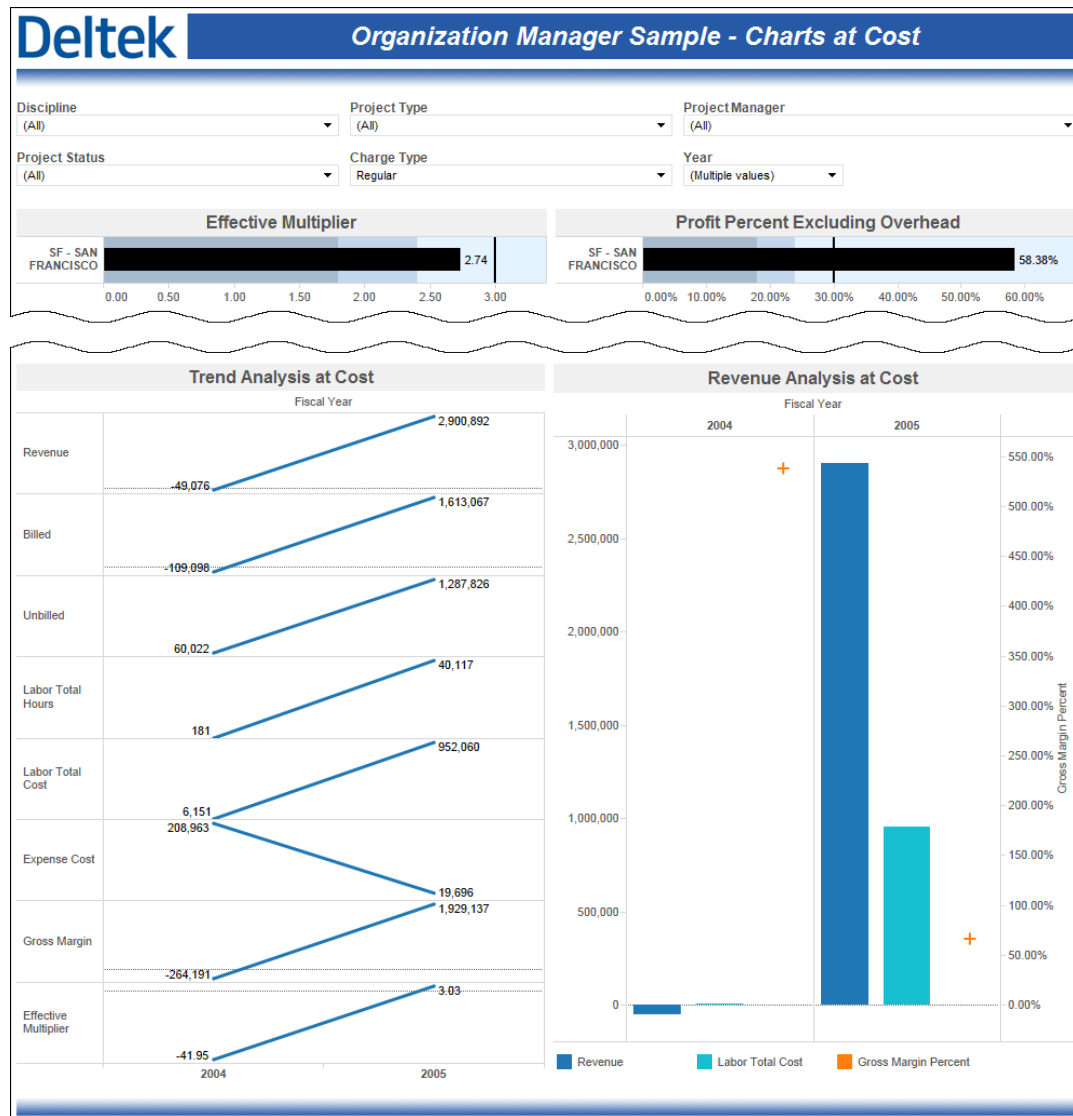 Deltek
Organization Manager Sample - Charts at Cost
Discipline Project Type Project Manager
(All) (All) (All)
Project Status Charge Type Year
(All) Regular (Multiple values)
Effective Multiplier
SF - SAN
FRANCISCO
2.74
0.00 0.50 1.00 1.50 2.00 2.50 3.00
Profit Percent Excluding Overhead
SF - SAN
FRANCISCO
58.38%
0.00% 10.00% 20.00% 30.00% 40.00% 50.00% 60.00%
Trend Analysis at Cost
Fiscal Year
Revenue
-49,076
2,900,892
Billed
-109,098
1,613,067
Unbilled
60,022
1,287,826
Labor Total
Hours
181
40,117
Labor Total
Cost
6,151
952,060
Expense Cost
208,963
19,696
Gross Margin
-264,191
1,929,137
Effective
Multiplier
-41.95
3.03
2004 2005
Revenue Analysis at Cost
Fiscal Year
2004 2005
3,000,000
2,500,000
2,000,000
1,500,000
1,000,000
500,000
0
550.00%
500.00%
450.00%
400.00%
350.00%
300.00%
250.00%
200.00%
150.00%
100.00%
50.00%
0.00%
Gross Margin Percent
Revenue Labor Total Cost Gross Margin Percent